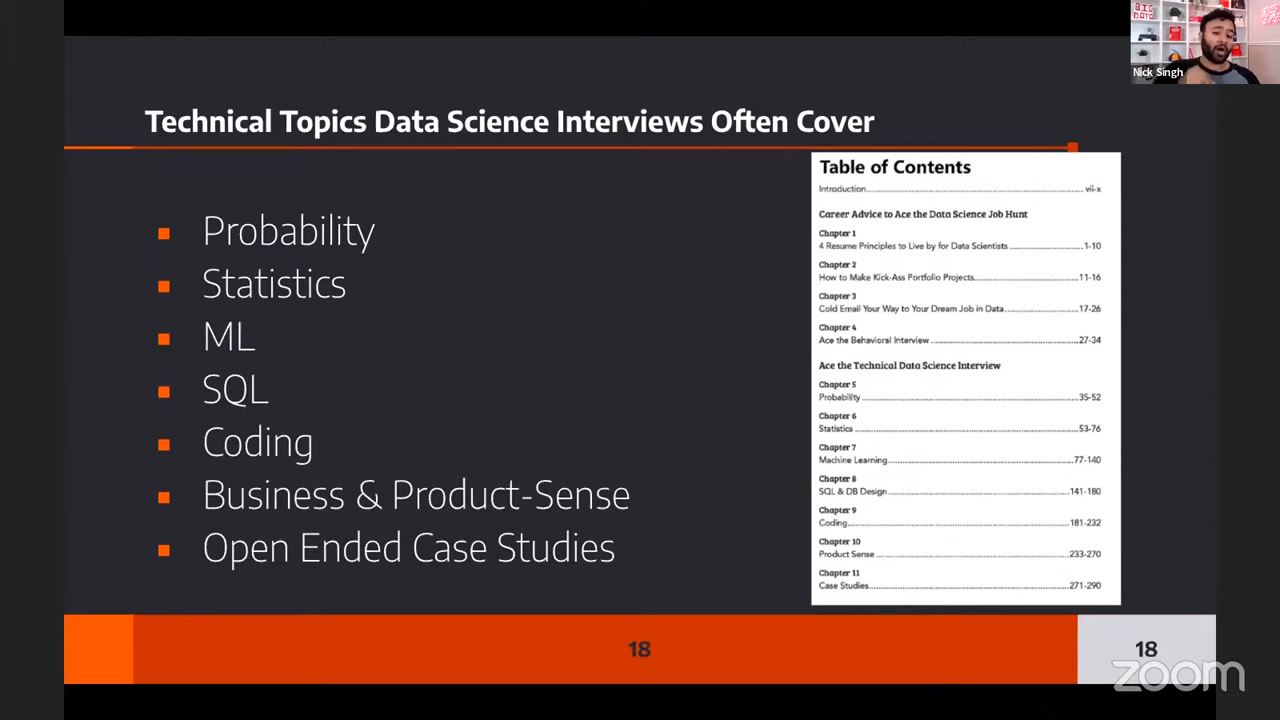 BIG
DATA
Nick Singh
Technical Topics Data Science Interviews Often Cover
Probability
Statistics
ML
SQL
Coding
Business & Product-Sense
Open Ended Case Studies
Table of Contents
Introduction vii-x
Career Advice to Ace the Data Science Job Hunt
Chapter 1
4 Resume Principles to Live by for Data Scientists 1-10
Chapter 2
How to Make Kick-Ass Portfolio Projects 11-16
Chapter 3
Cold Email Your Way to Your Dream Job in Data 17-26
Chapter 4
Ace the Behavioral Interview 27-34
Ace the Technical Data Science Interview
Chapter 5
Probability 35-52
Chapter 6
Statistics 53-76
Chapter 7
Machine Learning 77-140
Chapter 8
SQL & DB Design 141-180
Chapter 9
Coding 181-232
Chapter 10
Product Sense 233-270
Chapter 11
Case Studies 271-290
18
18
zoom